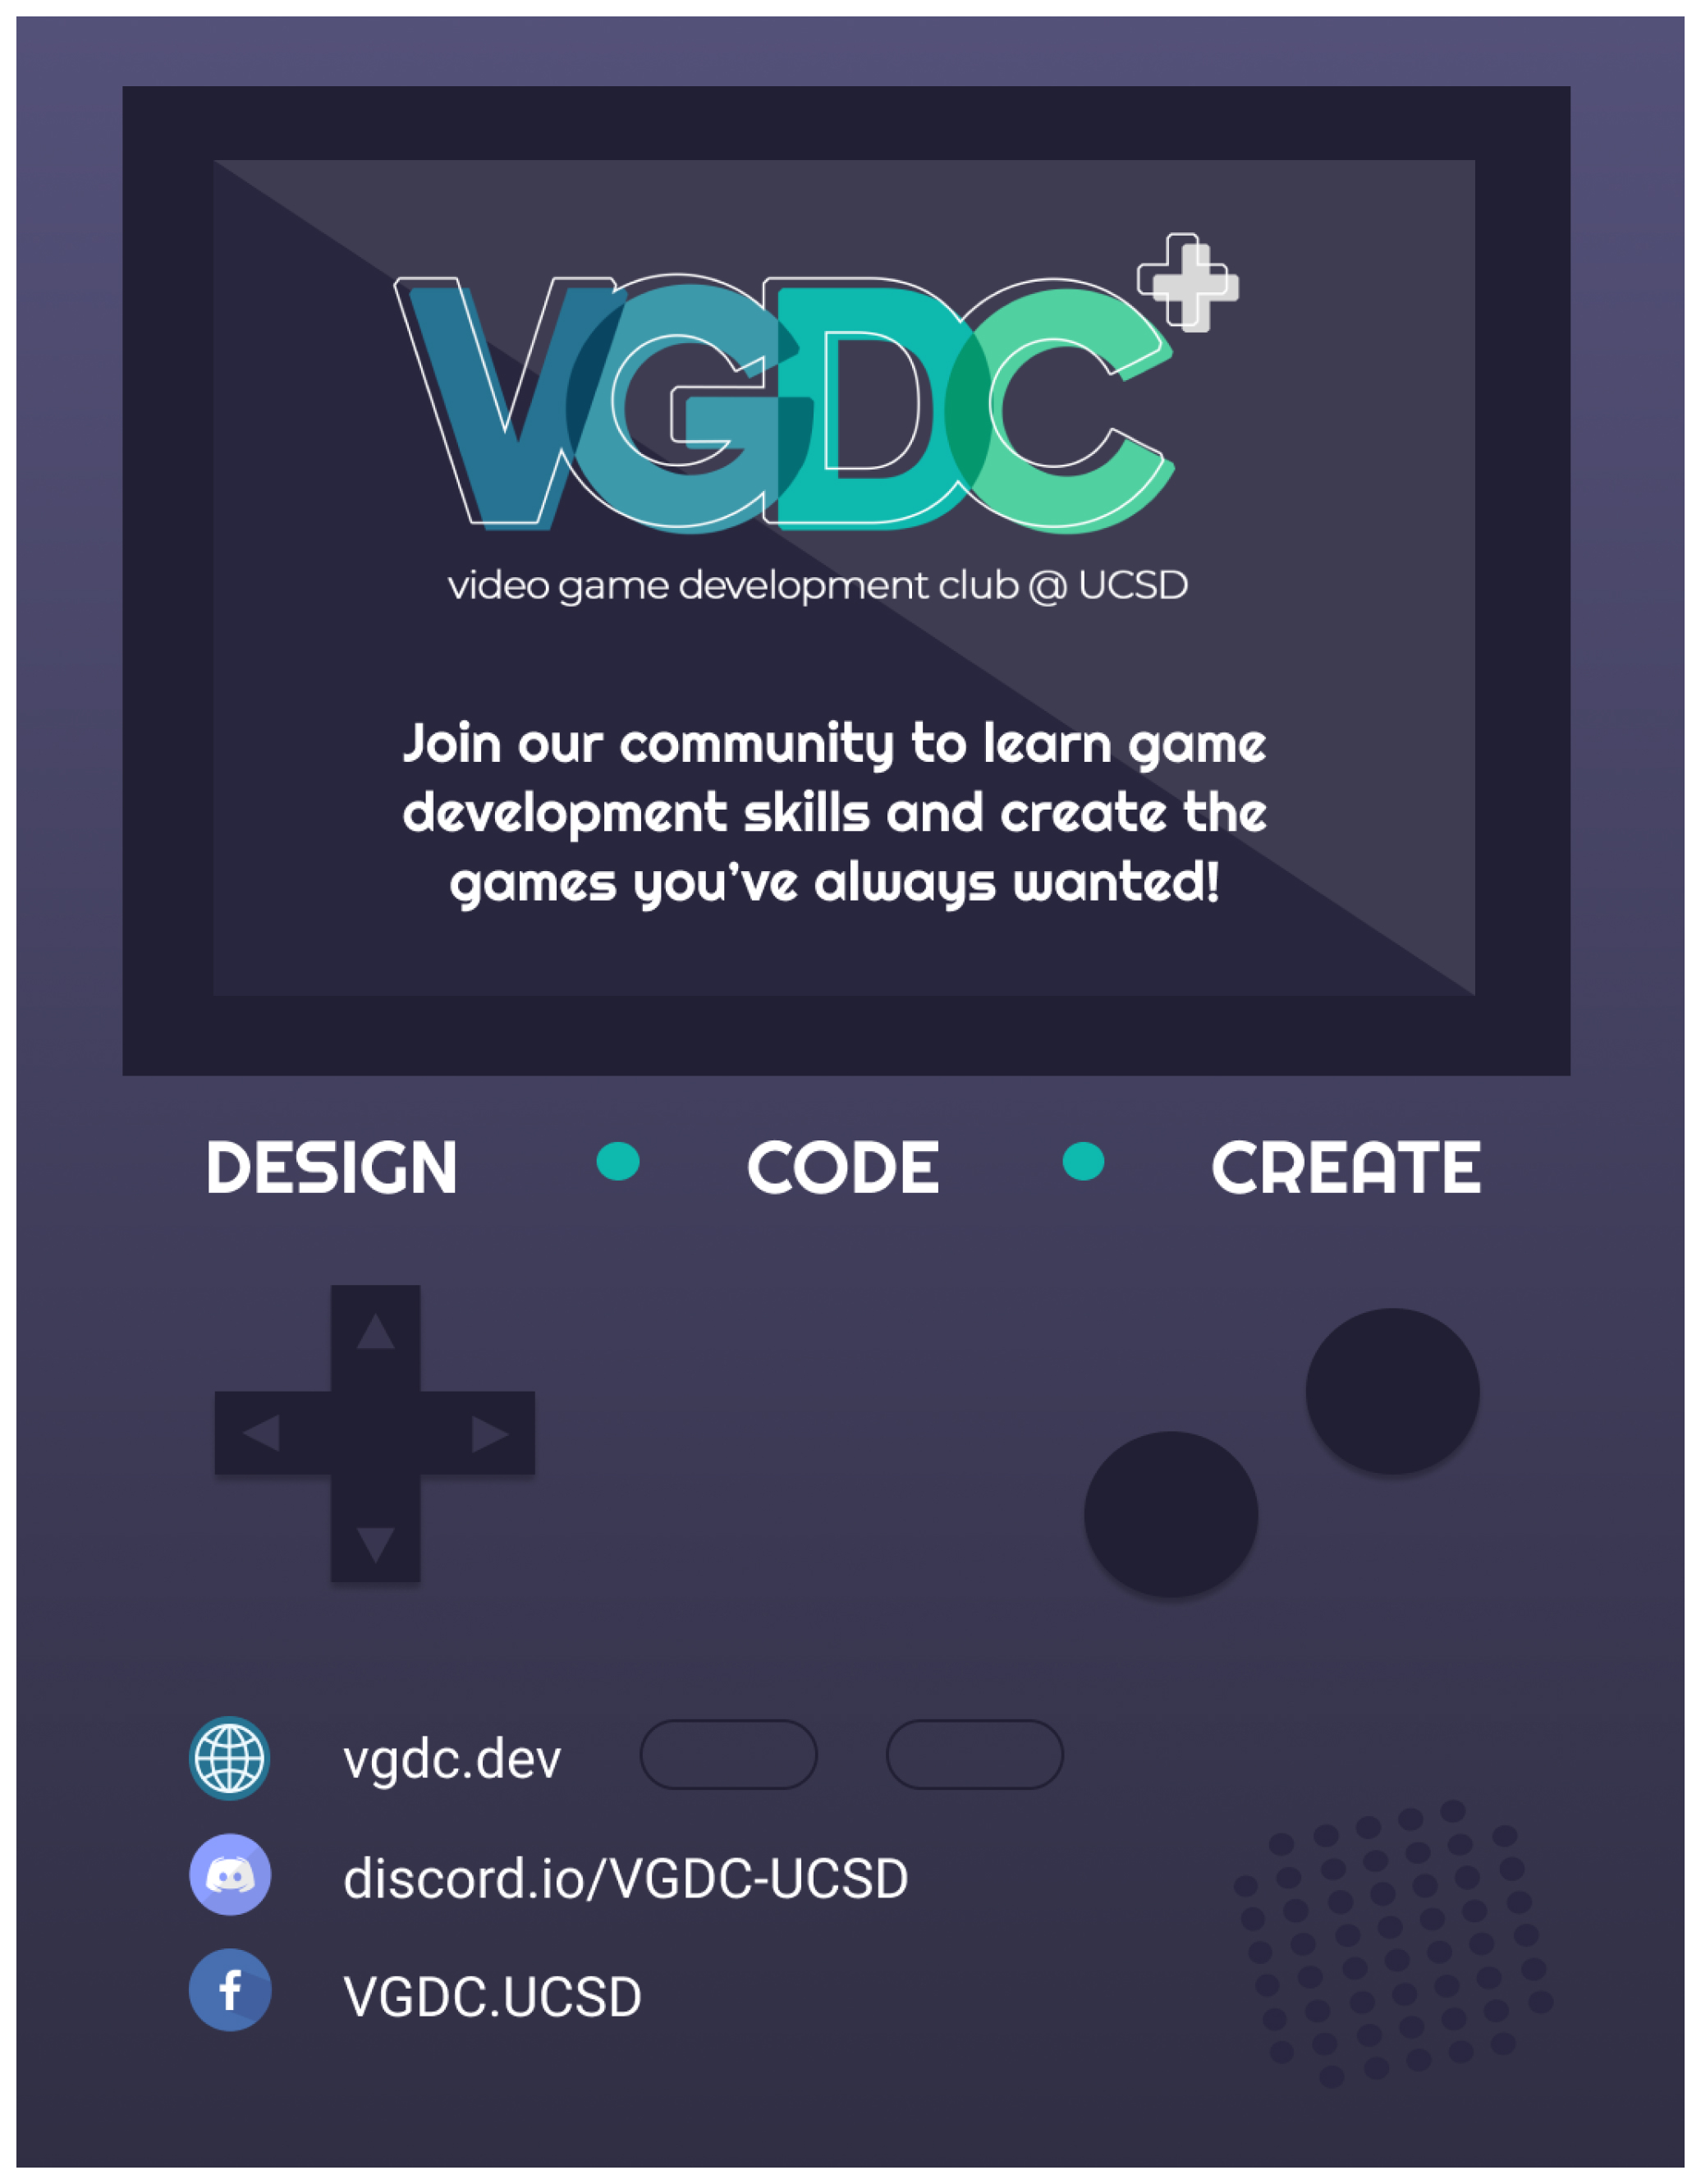 VGDC+
video game development club @ UCSD
Join our community to learn game
development skills and create the
games you’ve always wanted!
DESIGN • CODE • CREATE
vgdc.dev
discord.io/VGDC-UCSD
VGDC.UCSD